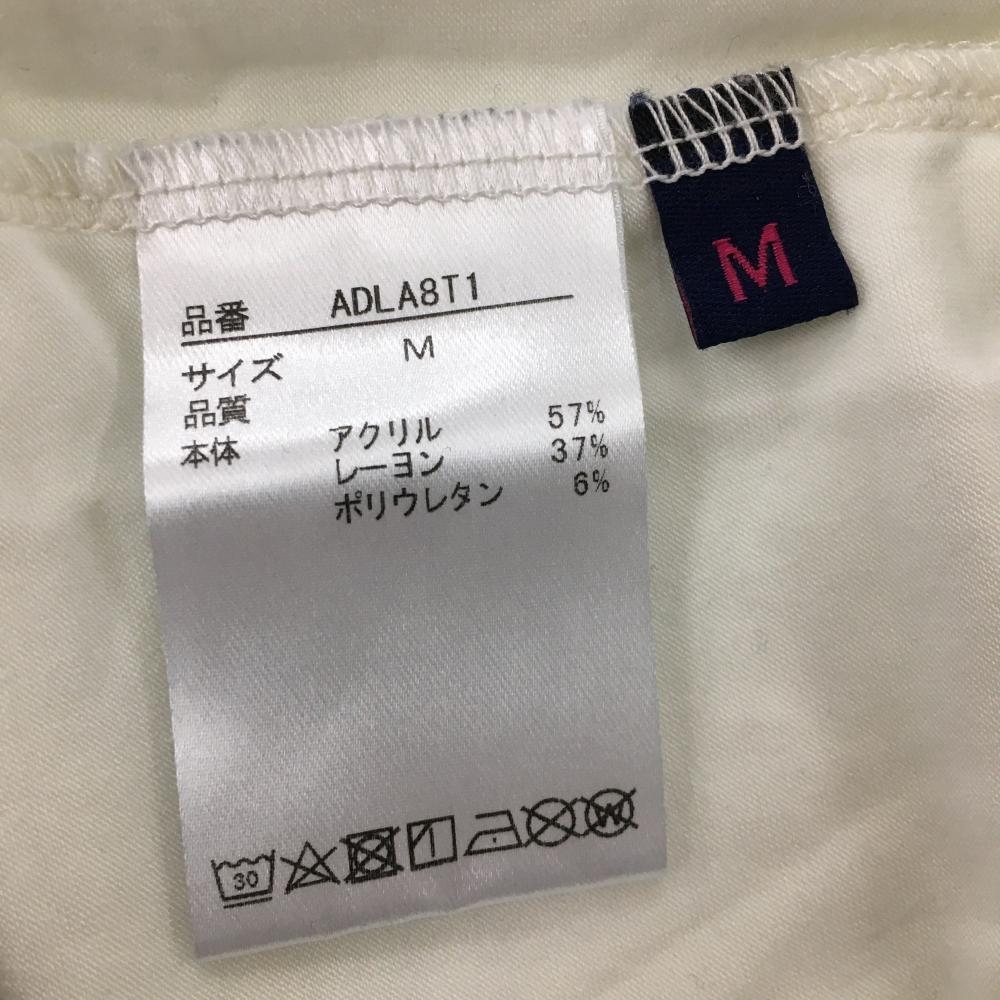 品番 ADLA8T1
サイズ M
品質
本体 アクリル 57%
レーヨン 37%
ポリウレタン 6%
30
W
M